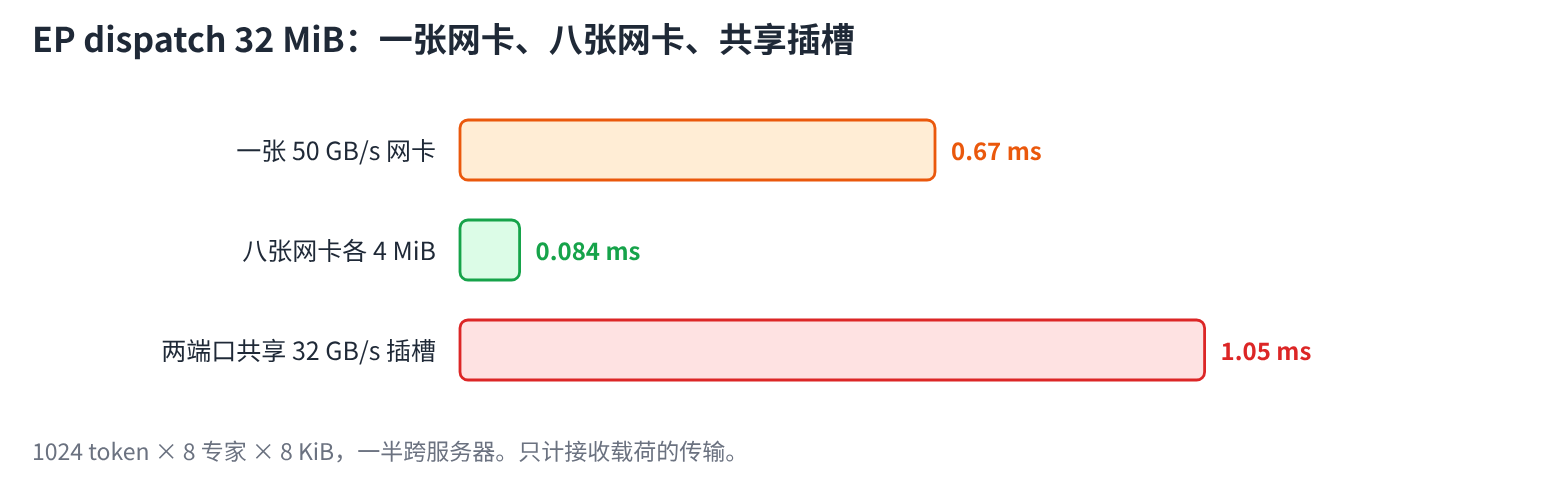 EP dispatch 32 MiB：一张网卡、八张网卡、共享插槽
一张 50 GB/s 网卡
0.67 ms
八张网卡各 4 MiB
0.084 ms
两端口共享 32 GB/s 插槽
1.05 ms
1024 token × 8 专家 × 8 KiB，一半跨服务器。只计接收载荷的传输。